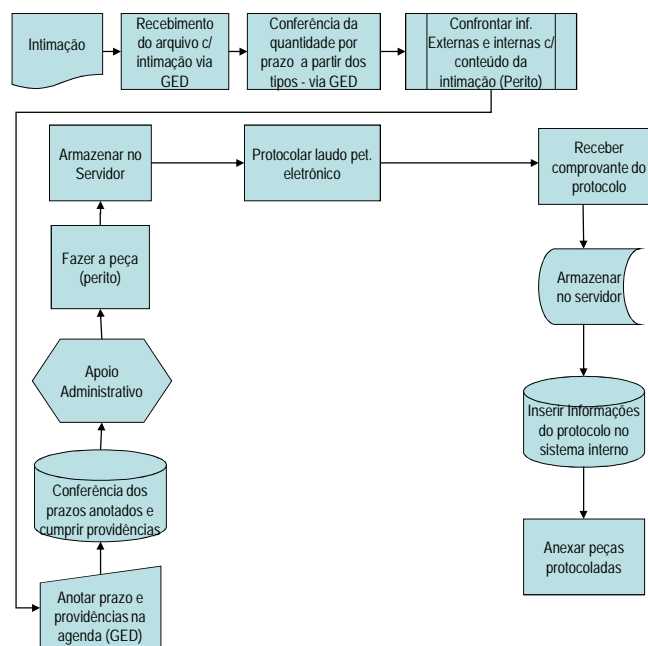 Intimação
Recebimento
do arquivo c/
intimação via
GED
Conferência da
quantidade por
prazo a partir dos
tipos - via GED
Confrontar inf.
Externas e internas c/
conteúdo da
intimação (Perito)
Armazenar no
Servidor
Protocolar laudo pet.
eletrônico
Receber
comprovante do
protocolo
Fazer a peça
(perito)
Armazenar
no servidor
Apoio
Administrativo
Inserir Informações
do protocolo no
sistema interno
Conferência dos
prazos anotados e
cumprir providências
Anexar peças
protocoladas
Anotar prazo e
providências na
agenda (GED)